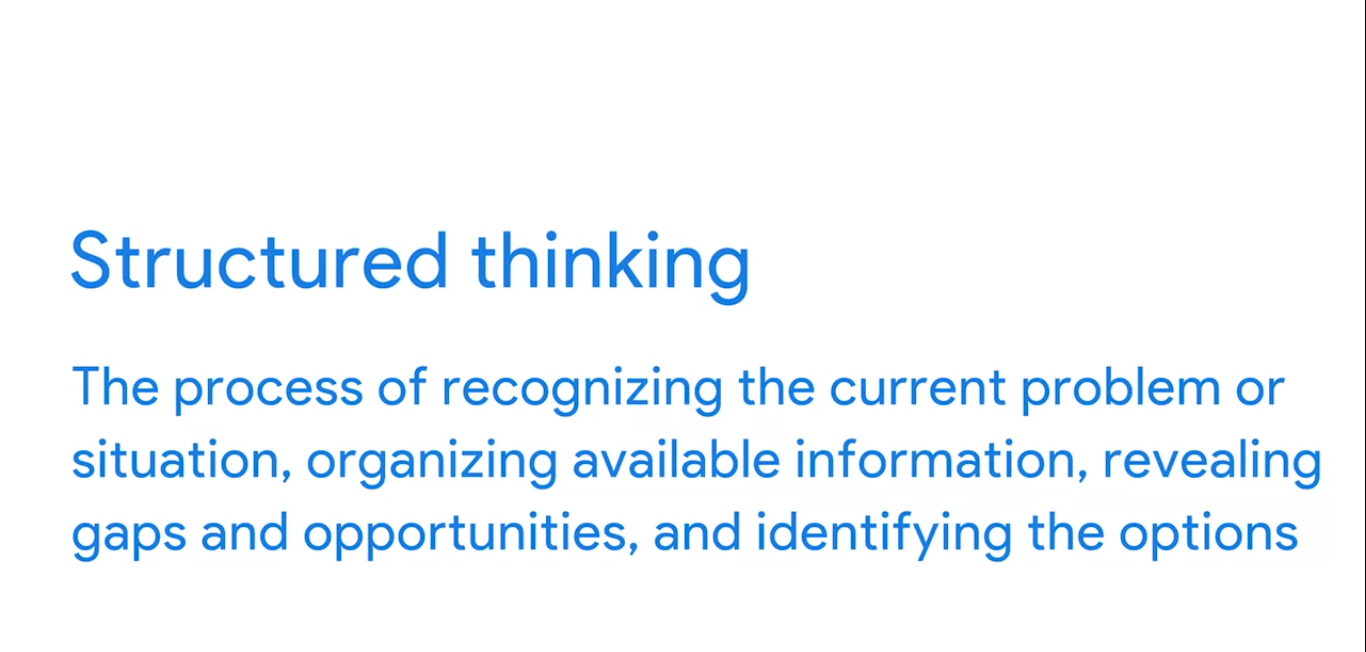 Structured thinking
The process of recognizing the current problem or
situation, organizing available information, revealing
gaps and opportunities, and identifying the options